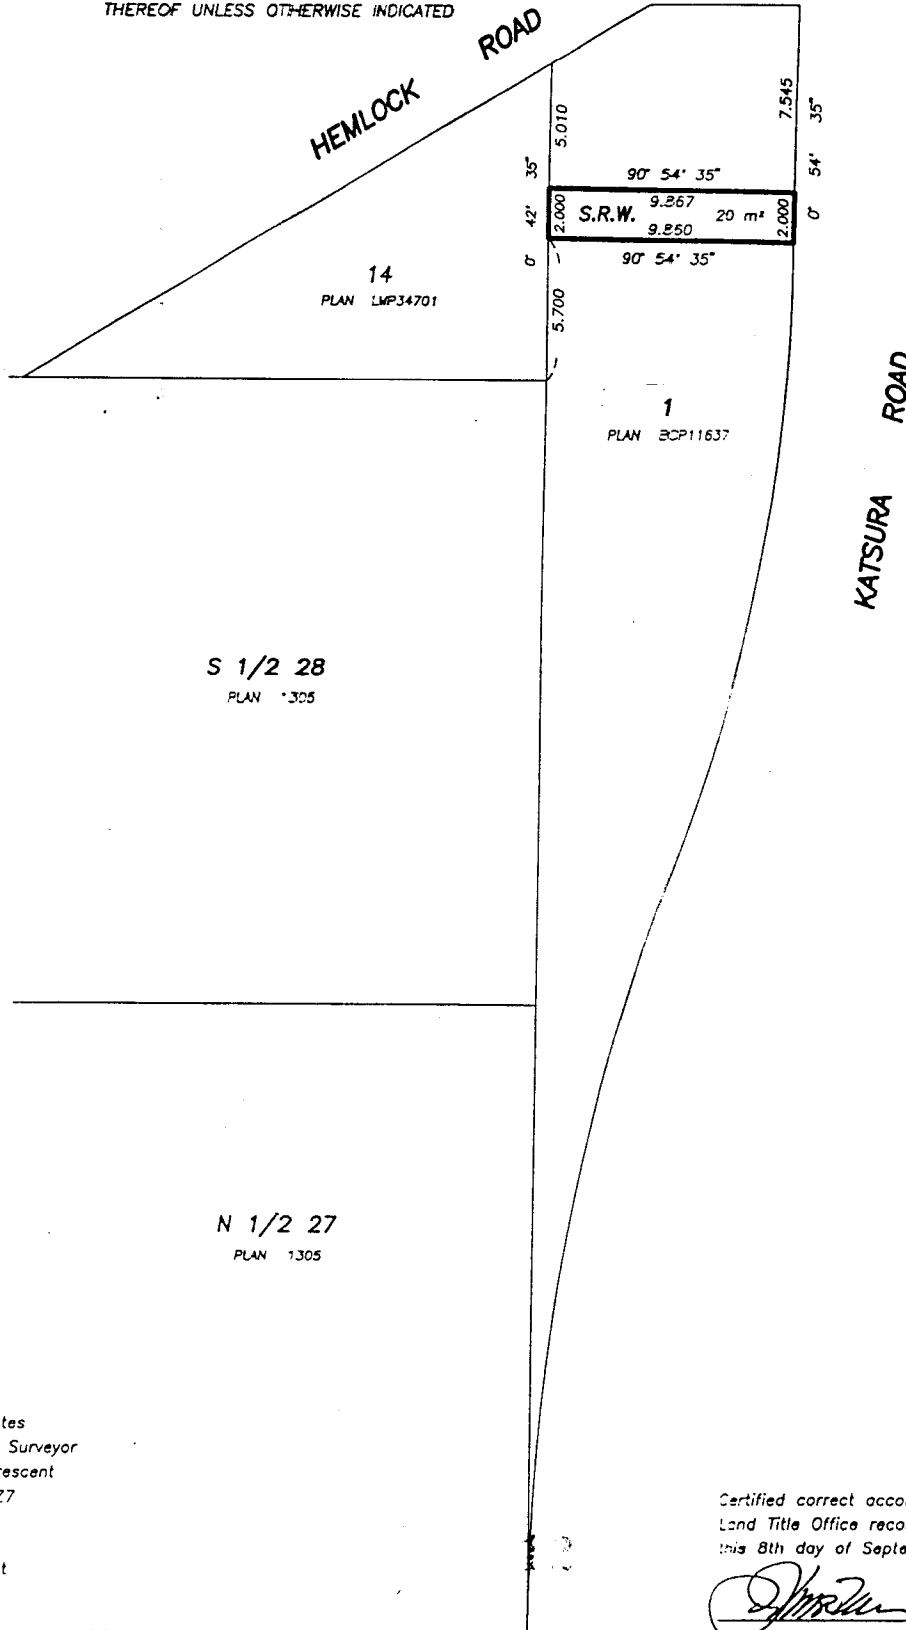 THEREOF UNLESS OTHERWISE INDICATED
HEMLOCK ROAD
5.010
7.545
0° 42' 35"
0° 54' 35"
90° 54' 35"
2.000
S.R.W.
9.867
20 m²
2.000
9.850
90° 54' 35"
14
PLAN LMP34701
5.700
1
PLAN BCP11637
KATSURA ROAD
S 1/2 28
PLAN 1305
N 1/2 27
PLAN 1305
tes
Surveyor
rescent
Z7
t
Certified correct acco
Land Title Office reco
this 8th day of Septe